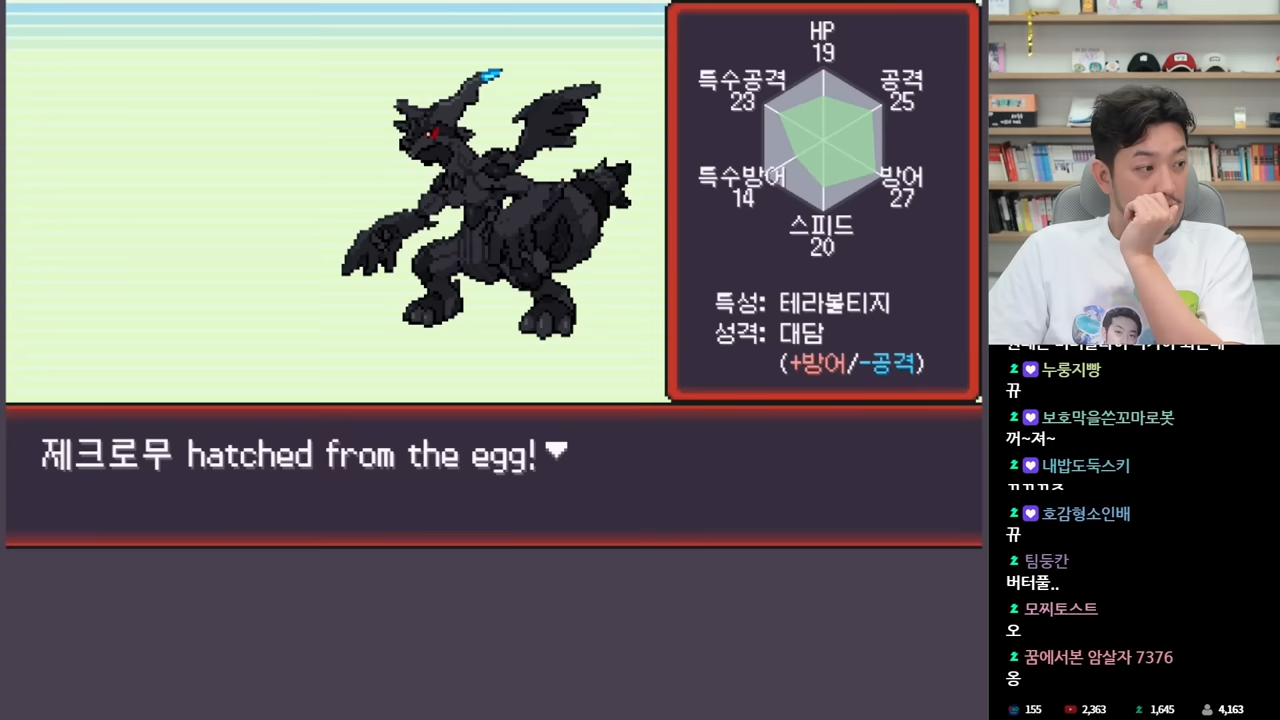 HP
19
특수공격
23
공격
25
특수방어
14
방어
27
스피드
20
특성: 테라볼티지
성격: 대담
(+방어/-공격)
제크로무 hatched from the egg!
누룽지빵
뀨
보호막을쓴꼬마로봇
꺼~져~
내밥도둑스키
호감형소인배
뀨
팀둥칸
버터풀..
모찌토스트
오
꿈에서본 암살자 7376
옹
155 2,363 1,645 4,163